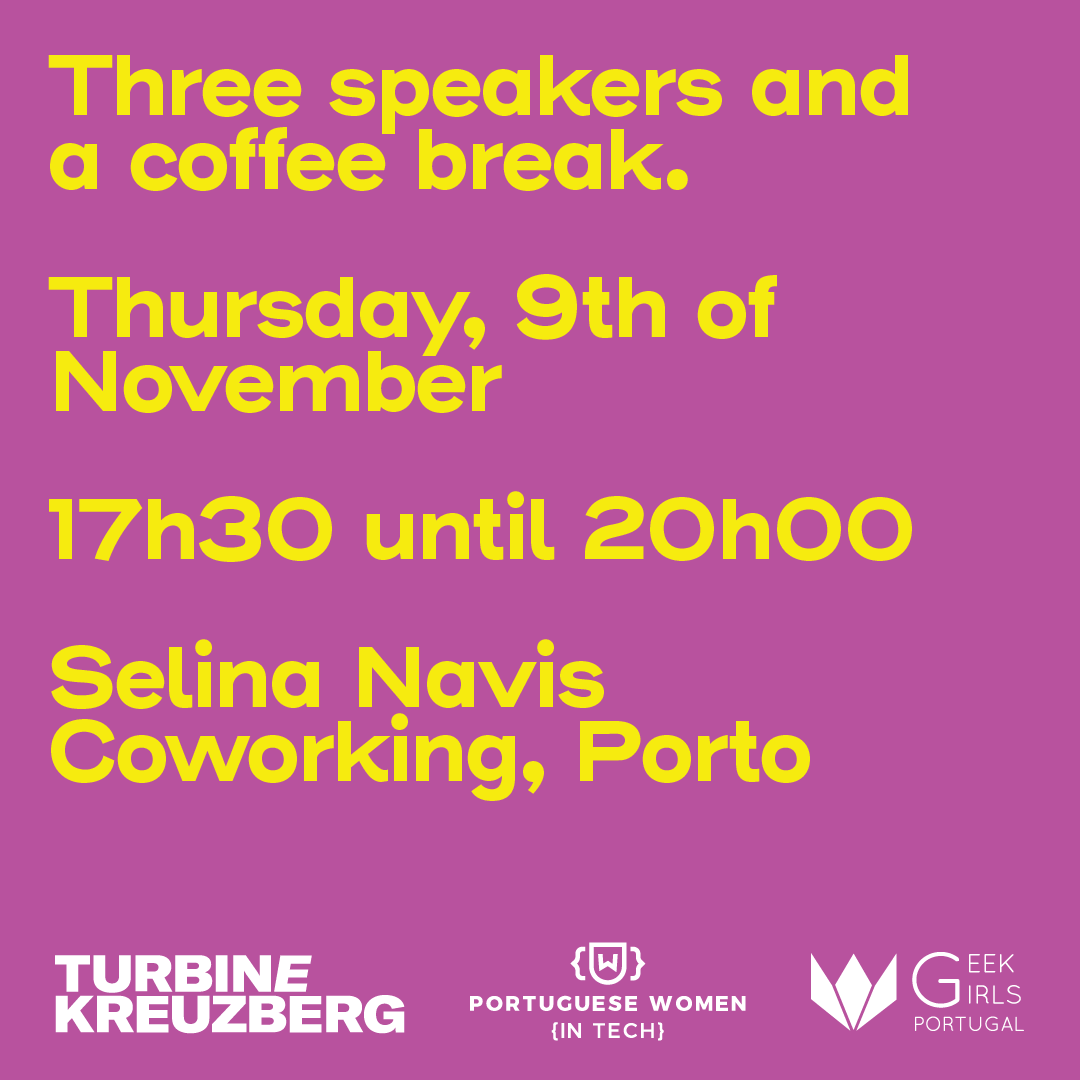 Three speakers and
a coffee break.
Thursday, 9th of
November
17h30 until 20h00
Selina Navis
Coworking, Porto
TURBINE
KREUZBERG
{W}
PORTUGUESE WOMEN
{IN TECH}
GEEK
GIRLS
PORTUGAL